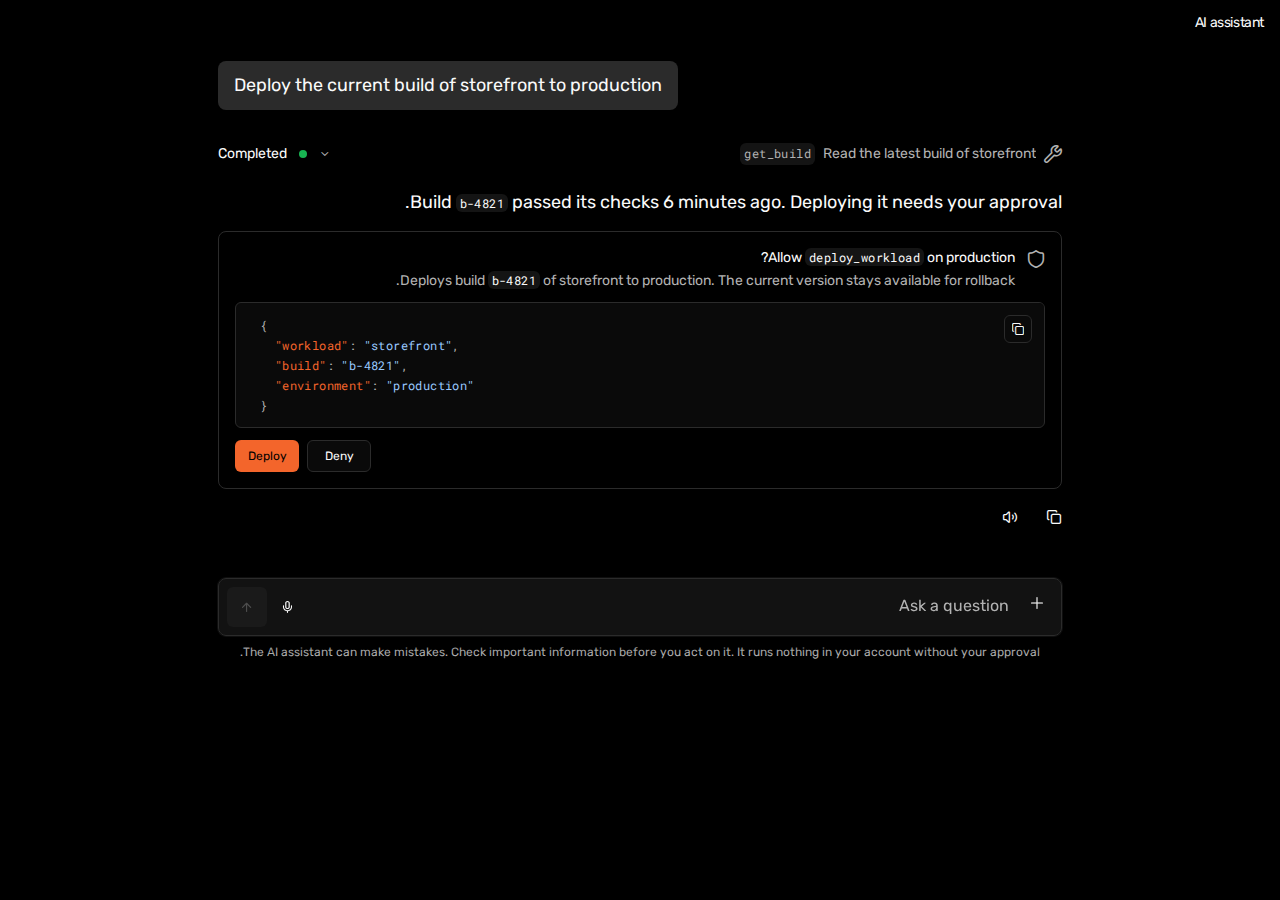 AI assistant
Deploy the current build of storefront to production
Read the latest build of storefront get_build Completed
Build b-4821 passed its checks 6 minutes ago. Deploying it needs your approval.
Allow deploy_workload on production?
Deploys build b-4821 of storefront to production. The current version stays available for rollback.
{
"workload": "storefront",
"build": "b-4821",
"environment": "production"
}
Deploy Deny
Ask a question
The AI assistant can make mistakes. Check important information before you act on it. It runs nothing in your account without your approval.